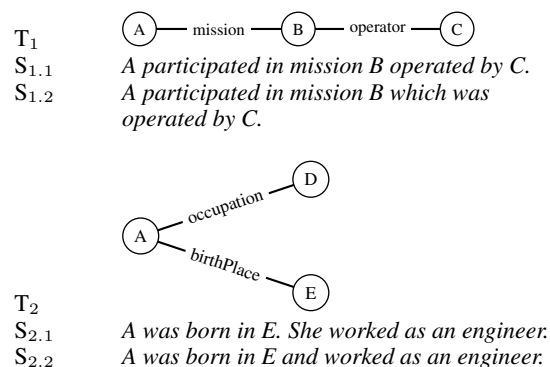 T1 A mission B operator C
S1.1 A participated in mission B operated by C.
S1.2 A participated in mission B which was
operated by C.
occupation D
A
birthPlace
E
T2
S2.1 A was born in E. She worked as an engineer.
S2.2 A was born in E and worked as an engineer.